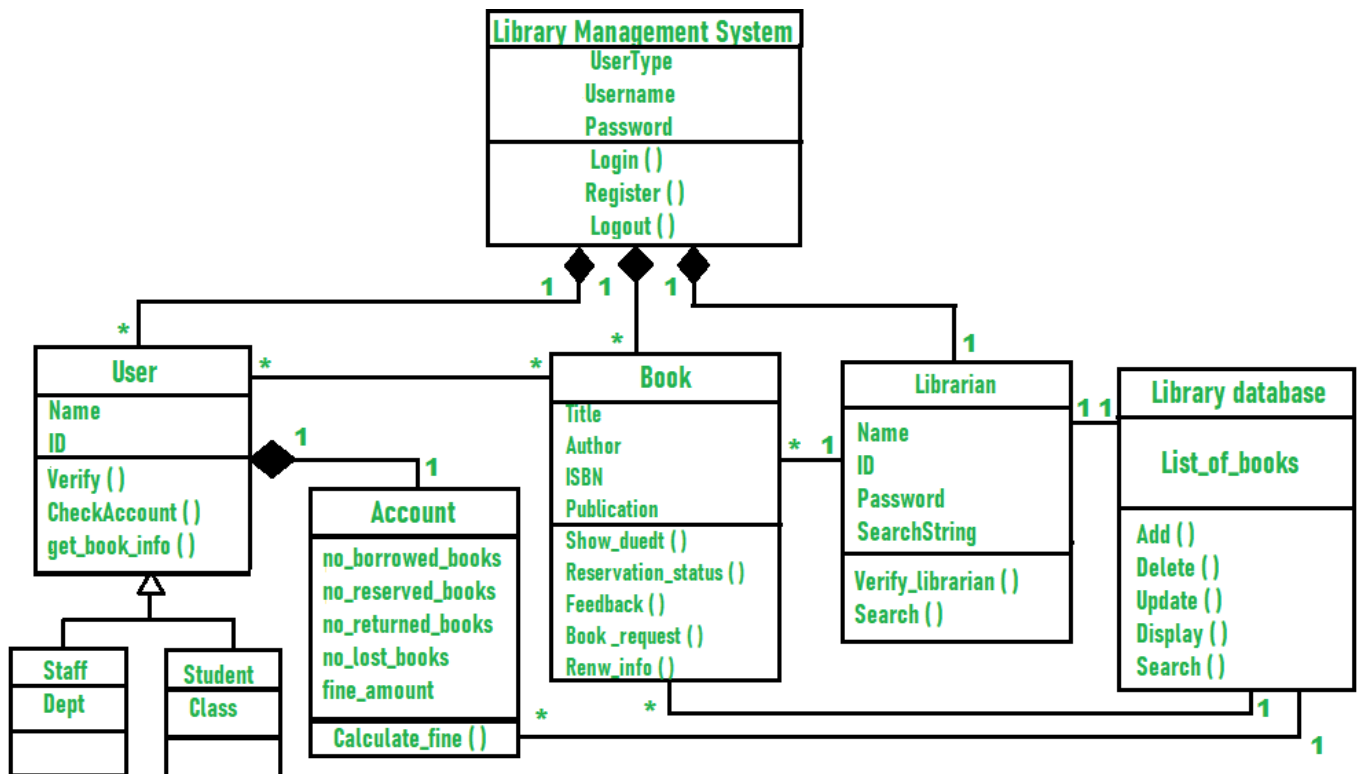 Library Management System
UserType
Username
Password
Login ( )
Register ( )
Logout ( )
1
1
1
*
*
1
User
Name
ID
Verify ( )
CheckAccount ( )
get_book_info ( )
*
*
1
1
Book
Title
Author
ISBN
Publication
Show_duedt ( )
Reservation_status ( )
Feedback ( )
Book _request ( )
Renw_info ( )
* 1
Librarian
Name
ID
Password
SearchString
Verify_librarian ( )
Search ( )
1 1
Library database
List_of_books
Add ( )
Delete ( )
Update ( )
Display ( )
Search ( )
Account
no_borrowed_books
no_reserved_books
no_returned_books
no_lost_books
fine_amount
Calculate_fine ( )
Staff
Dept
Student
Class
*
1
*
1